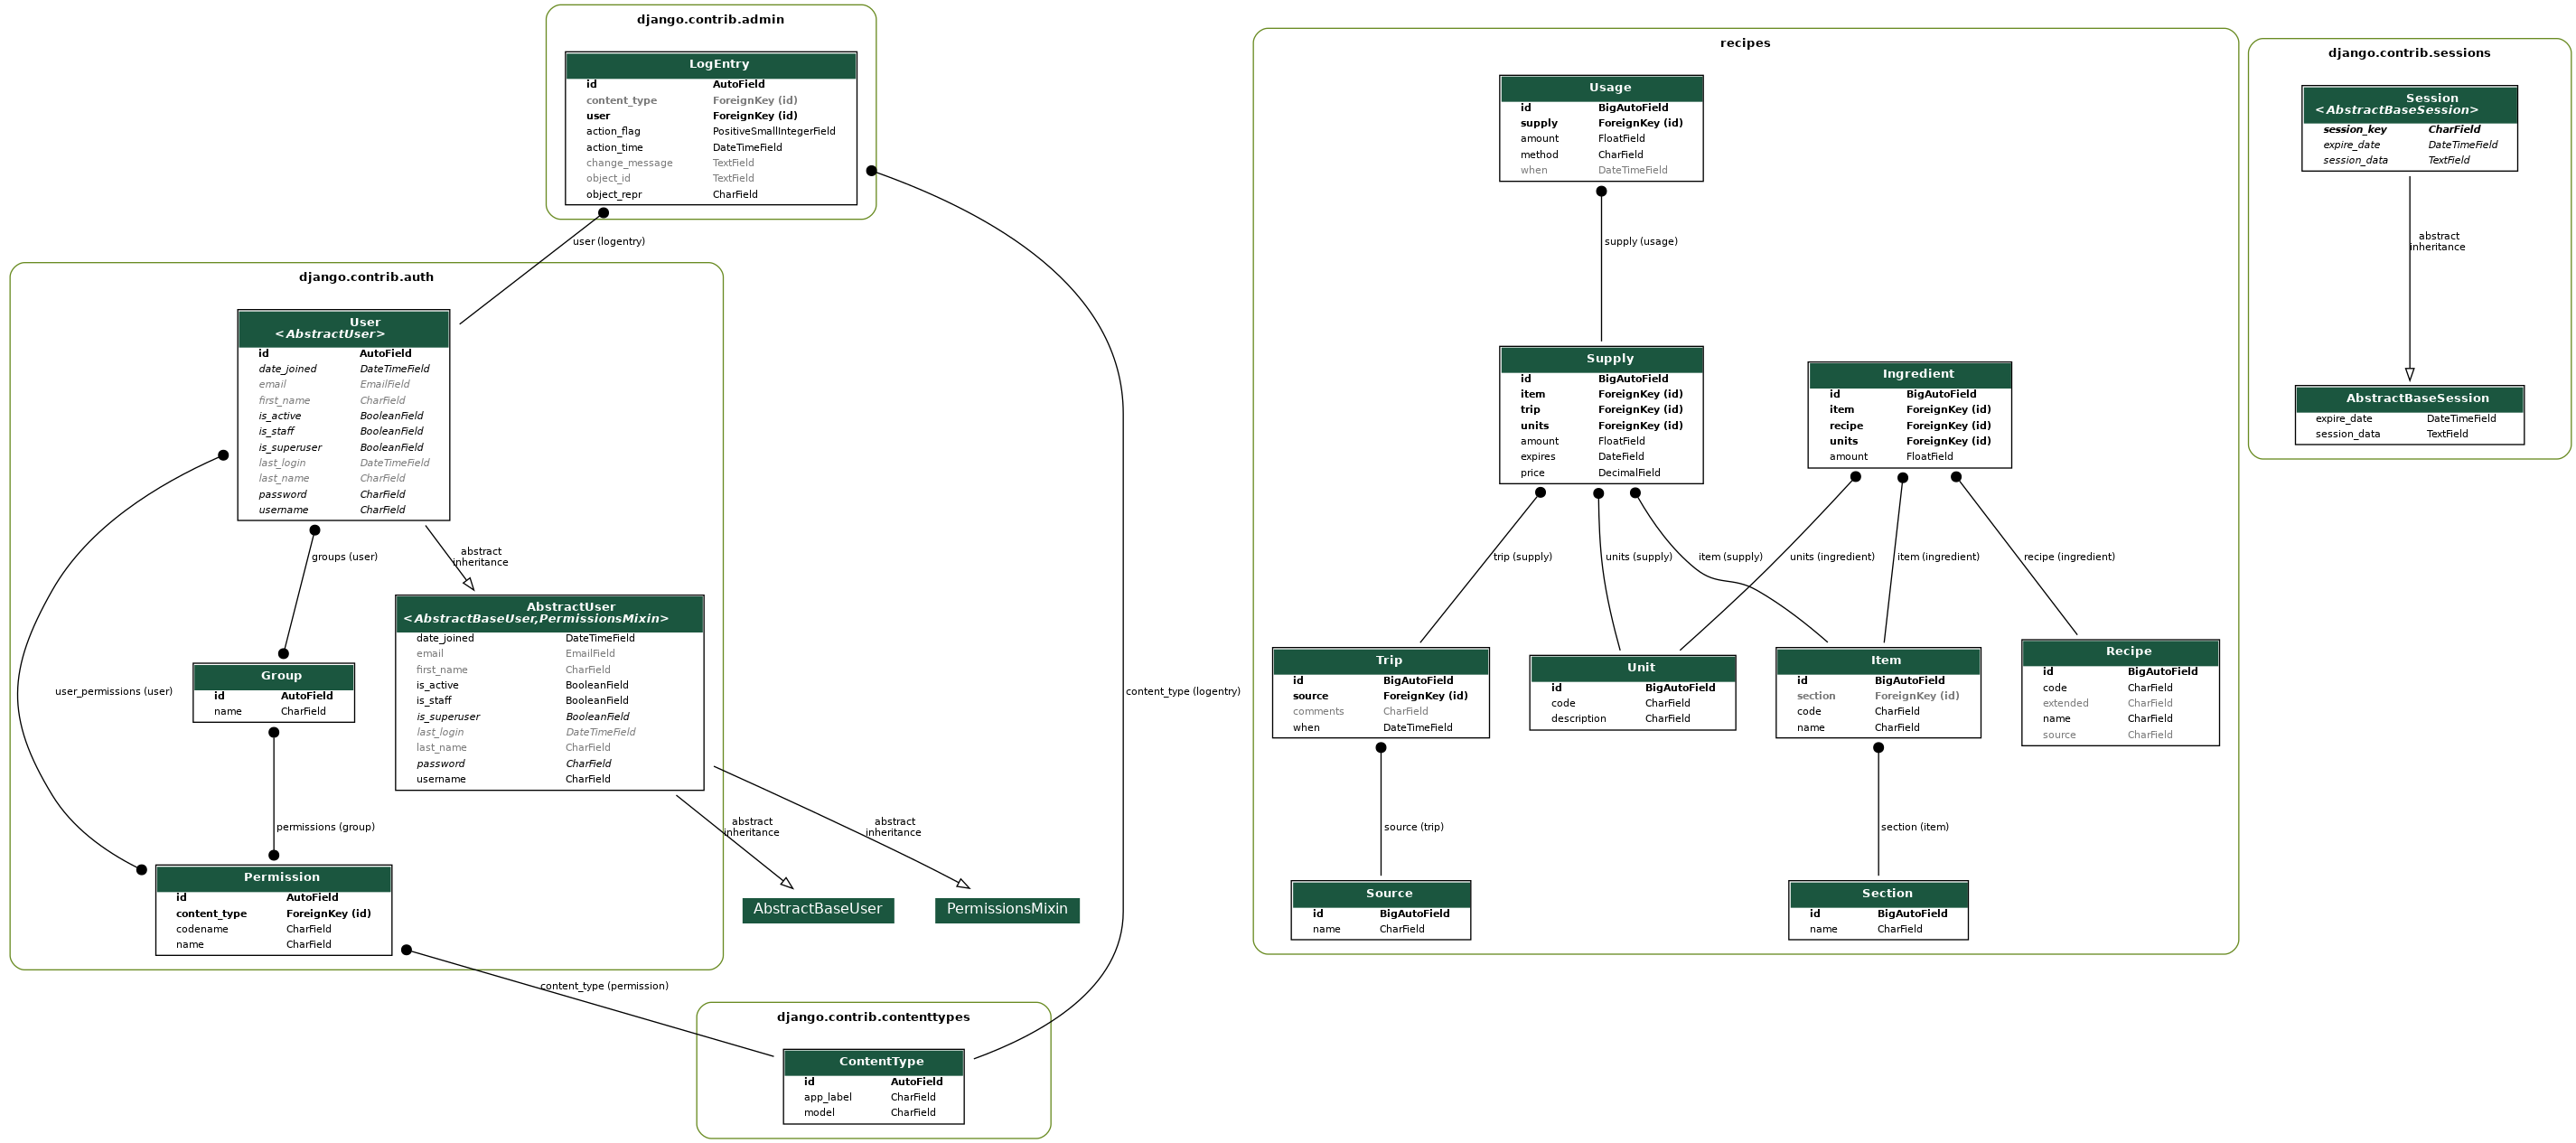 django.contrib.admin
LogEntry
id AutoField
content_type ForeignKey (id)
user ForeignKey (id)
action_flag PositiveSmallIntegerField
action_time DateTimeField
change_message TextField
object_id TextField
object_repr CharField
user (logentry)
django.contrib.auth
User
<AbstractUser>
id AutoField
date_joined DateTimeField
email EmailField
first_name CharField
is_active BooleanField
is_staff BooleanField
is_superuser BooleanField
last_login DateTimeField
last_name CharField
password CharField
username CharField
groups (user)
abstract
inheritance
AbstractUser
<AbstractBaseUser,PermissionsMixin>
date_joined DateTimeField
email EmailField
first_name CharField
is_active BooleanField
is_staff BooleanField
is_superuser BooleanField
last_login DateTimeField
last_name CharField
password CharField
username CharField
Group
id AutoField
name CharField
user_permissions (user)
permissions (group)
abstract
inheritance
abstract
inheritance
Permission
id AutoField
content_type ForeignKey (id)
codename CharField
name CharField
AbstractBaseUser
PermissionsMixin
content_type (permission)
content_type (logentry)
django.contrib.contenttypes
ContentType
id AutoField
app_label CharField
model CharField
recipes
Usage
id BigAutoField
supply ForeignKey (id)
amount FloatField
method CharField
when DateTimeField
supply (usage)
Supply
id BigAutoField
item ForeignKey (id)
trip ForeignKey (id)
units ForeignKey (id)
amount FloatField
expires DateField
price DecimalField
Ingredient
id BigAutoField
item ForeignKey (id)
recipe ForeignKey (id)
units ForeignKey (id)
amount FloatField
trip (supply)
units (supply)
item (supply)
units (ingredient)
item (ingredient)
recipe (ingredient)
Trip
id BigAutoField
source ForeignKey (id)
comments CharField
when DateTimeField
Unit
id BigAutoField
code CharField
description CharField
Item
id BigAutoField
section ForeignKey (id)
code CharField
name CharField
Recipe
id BigAutoField
code CharField
extended CharField
name CharField
source CharField
source (trip)
section (item)
Source
id BigAutoField
name CharField
Section
id BigAutoField
name CharField
django.contrib.sessions
Session
<AbstractBaseSession>
session_key CharField
expire_date DateTimeField
session_data TextField
abstract
inheritance
AbstractBaseSession
expire_date DateTimeField
session_data TextField